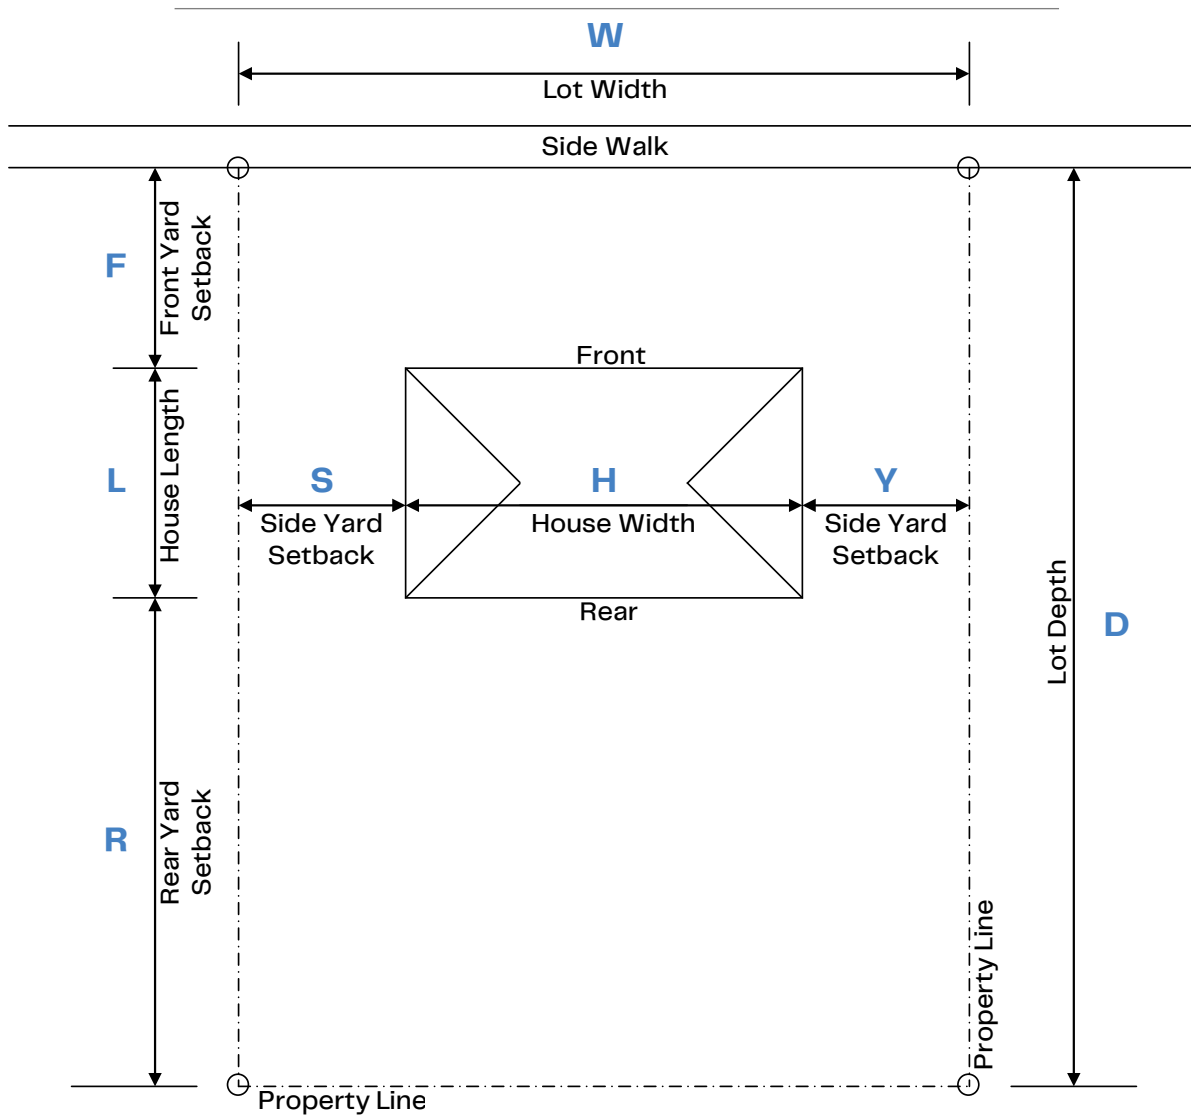 W
Lot Width
Side Walk
F
Front Yard
Setback
Front
L
House Length
S
Side Yard
Setback
H
House Width
Y
Side Yard
Setback
Rear
D
Lot Depth
R
Rear Yard
Setback
Property Line
Property Line